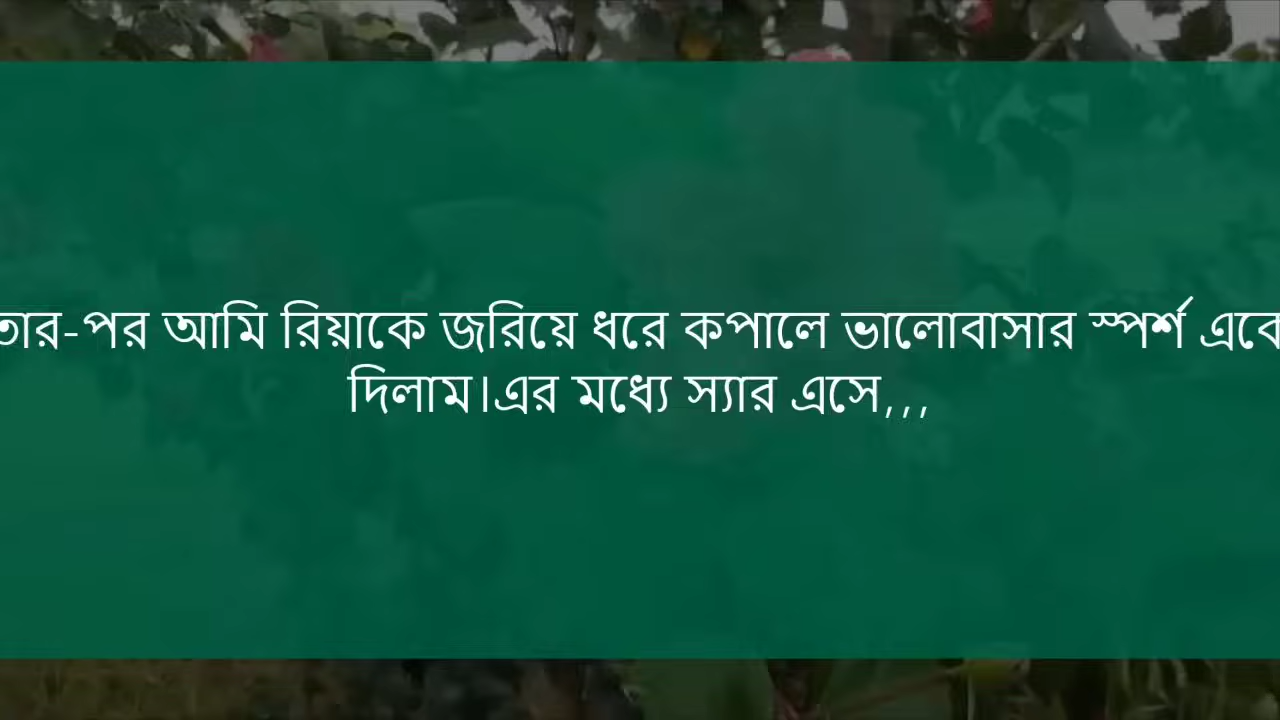 তার-পর আমি রিয়াকে জরিয়ে ধরে কপালে ভালোবাসার স্পর্শ একে
দিলাম।এর মধ্যে স্যার এসে,,,